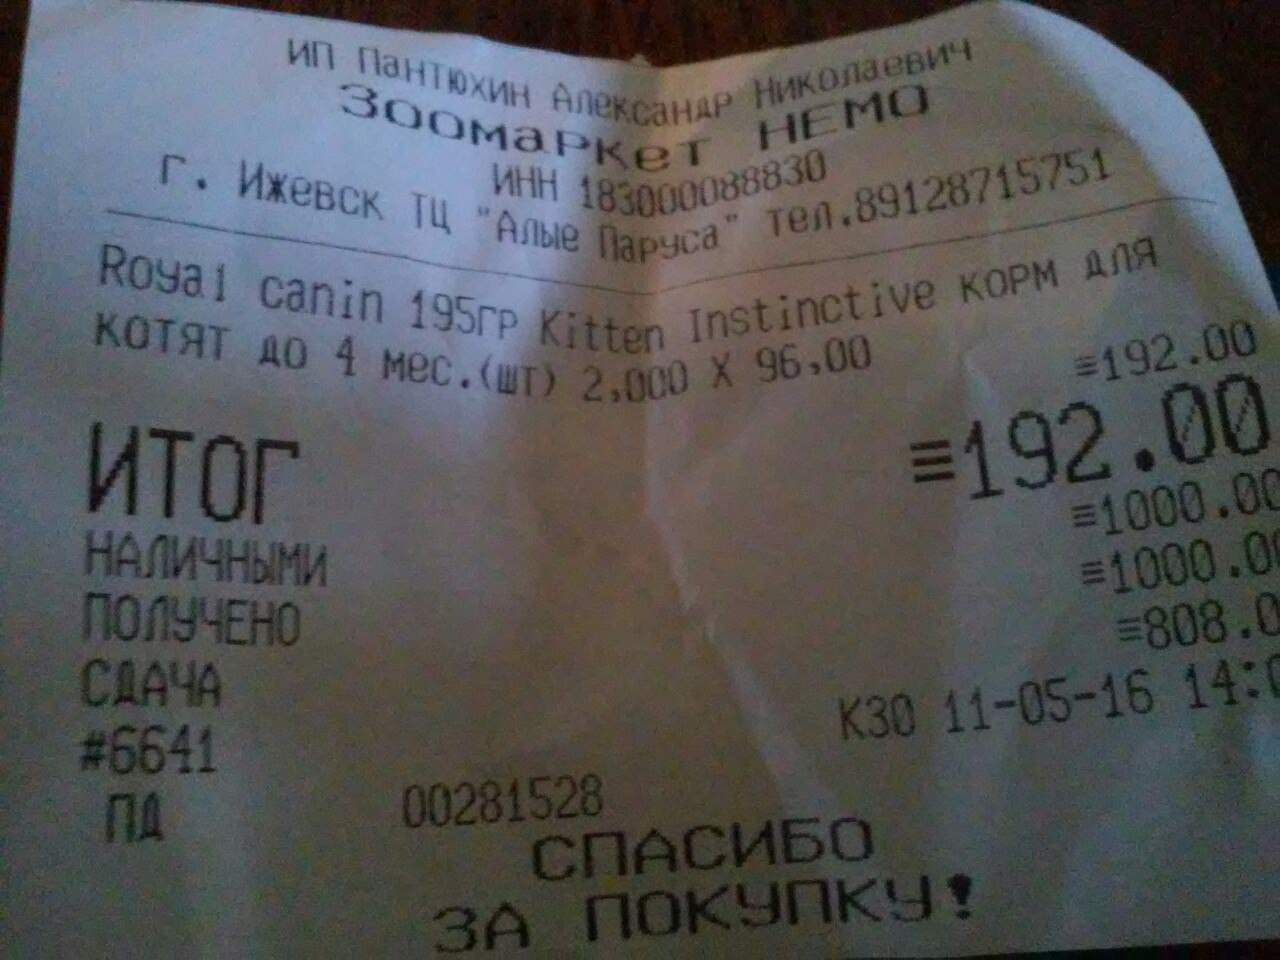 ИП Пантюхин Александр Николаевич
Зоомаркет НЕМО
ИНН 183000088830
г. Ижевск ТЦ "Алые Паруса" тел.89128715751
Royal canin 195гр Kitten Instinctive корм для
котят до 4 мес.(шт) 2,000 X 96,00
≡192.00
ИТОГ ≡192.00
НАЛИЧНЫМИ ≡1000.00
ПОЛУЧЕНО ≡1000.00
СДАЧА ≡808.0
#6641 К30 11-05-16 14:0
ПД 00281528
СПАСИБО
ЗА ПОКУПКУ!